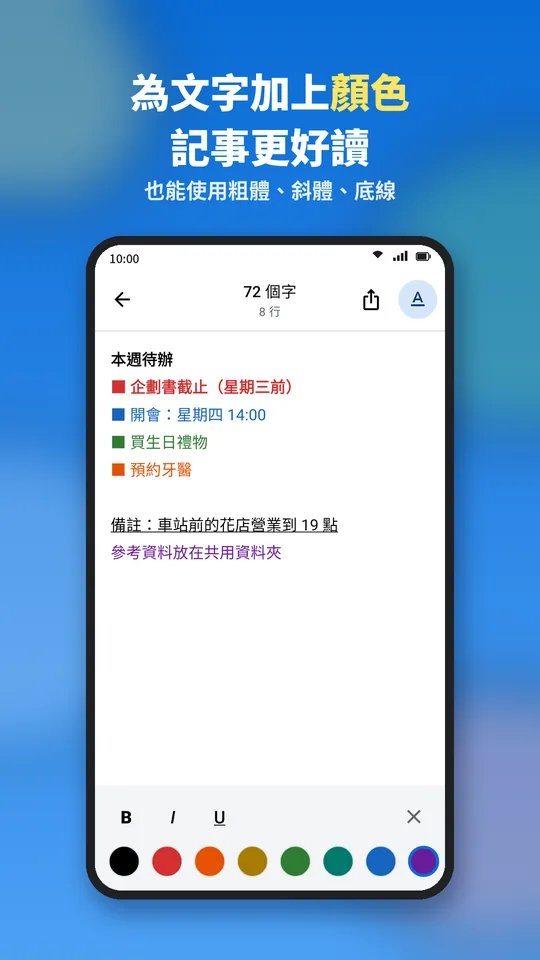 為文字加上顏色
記事更好讀
也能使用粗體、斜體、底線
10:00
72 個字
8 行
A
本週待辦
■ 企劃書截止（星期三前）
■ 開會：星期四 14:00
■ 買生日禮物
■ 預約牙醫
備註：車站前的花店營業到 19 點
參考資料放在共用資料夾
B I U